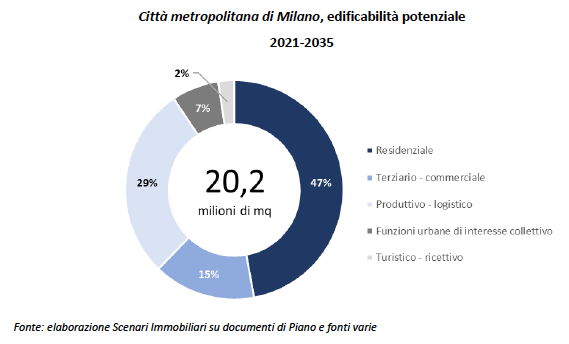 Città metropolitana di Milano, edificabilità potenziale
2021-2035
2%
7%
29%
47%
15%
20,2
milioni di mq
Residenziale
Terziario - commerciale
Produttivo - logistico
Funzioni urbane di interesse collettivo
Turistico - ricettivo
Fonte: elaborazione Scenari Immobiliari su documenti di Piano e fonti varie